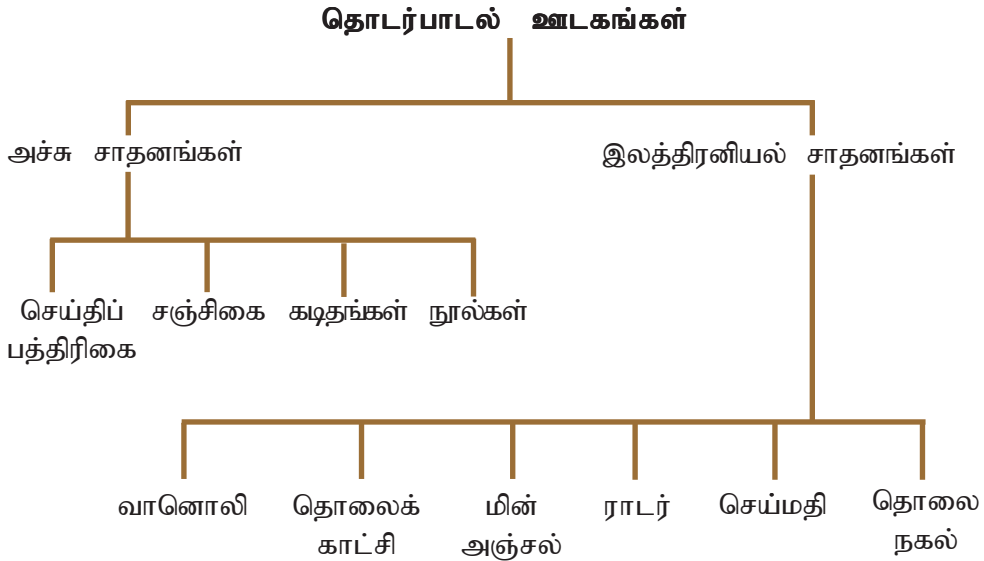 தொடர்பாடல் ஊடகங்கள்
அச்சு சாதனங்கள்
இலத்திரனியல் சாதனங்கள்
செய்திப்
பத்திரிகை
சஞ்சிகை
கடிதங்கள்
நூல்கள்
வானொலி
தொலைக்
காட்சி
மின்
அஞ்சல்
ராடர்
செய்மதி
தொலை
நகல்